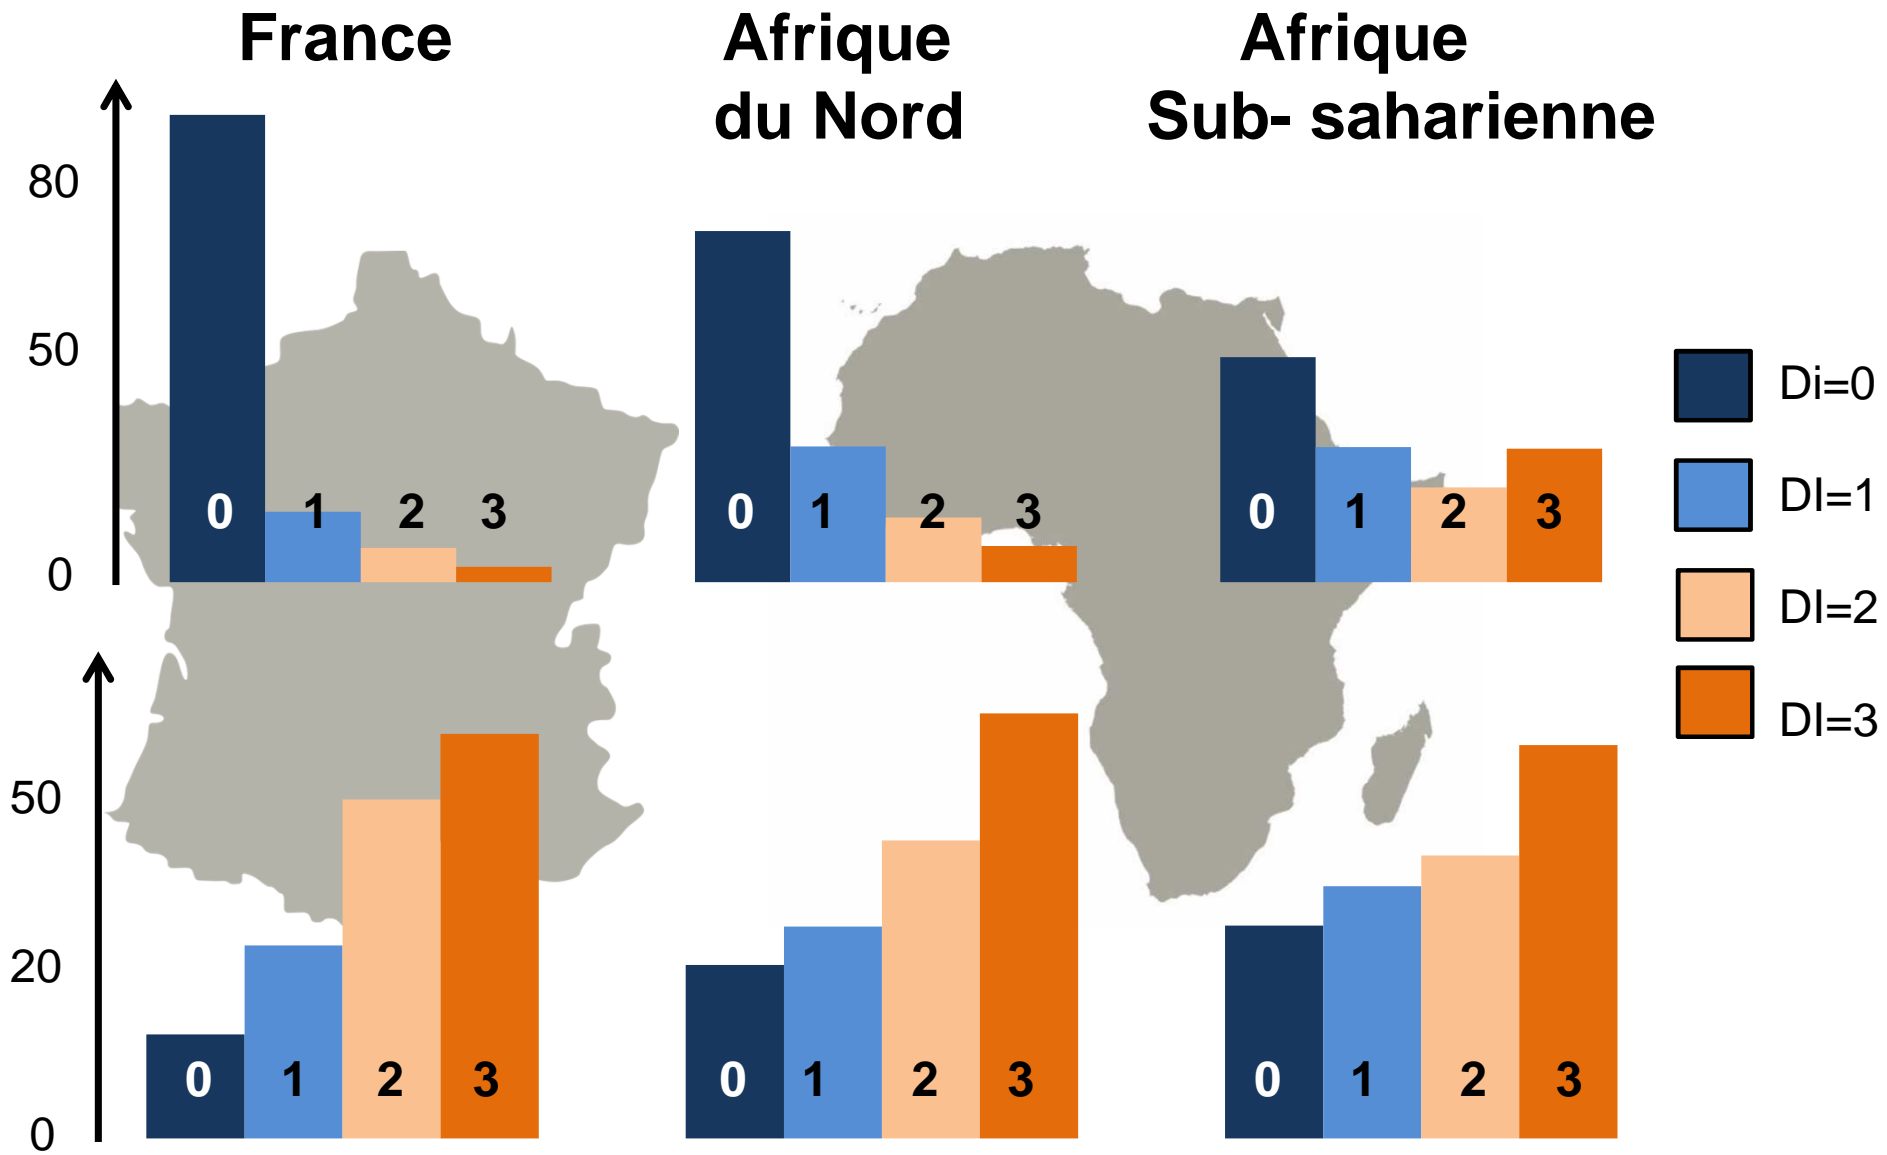 France
Afrique
du Nord
Afrique
Sub- saharienne
80
50
0
0 1 2 3
0 1 2 3
0 1 2 3
Di=0
DI=1
DI=2
DI=3
50
20
0
0 1 2 3
0 1 2 3
0 1 2 3